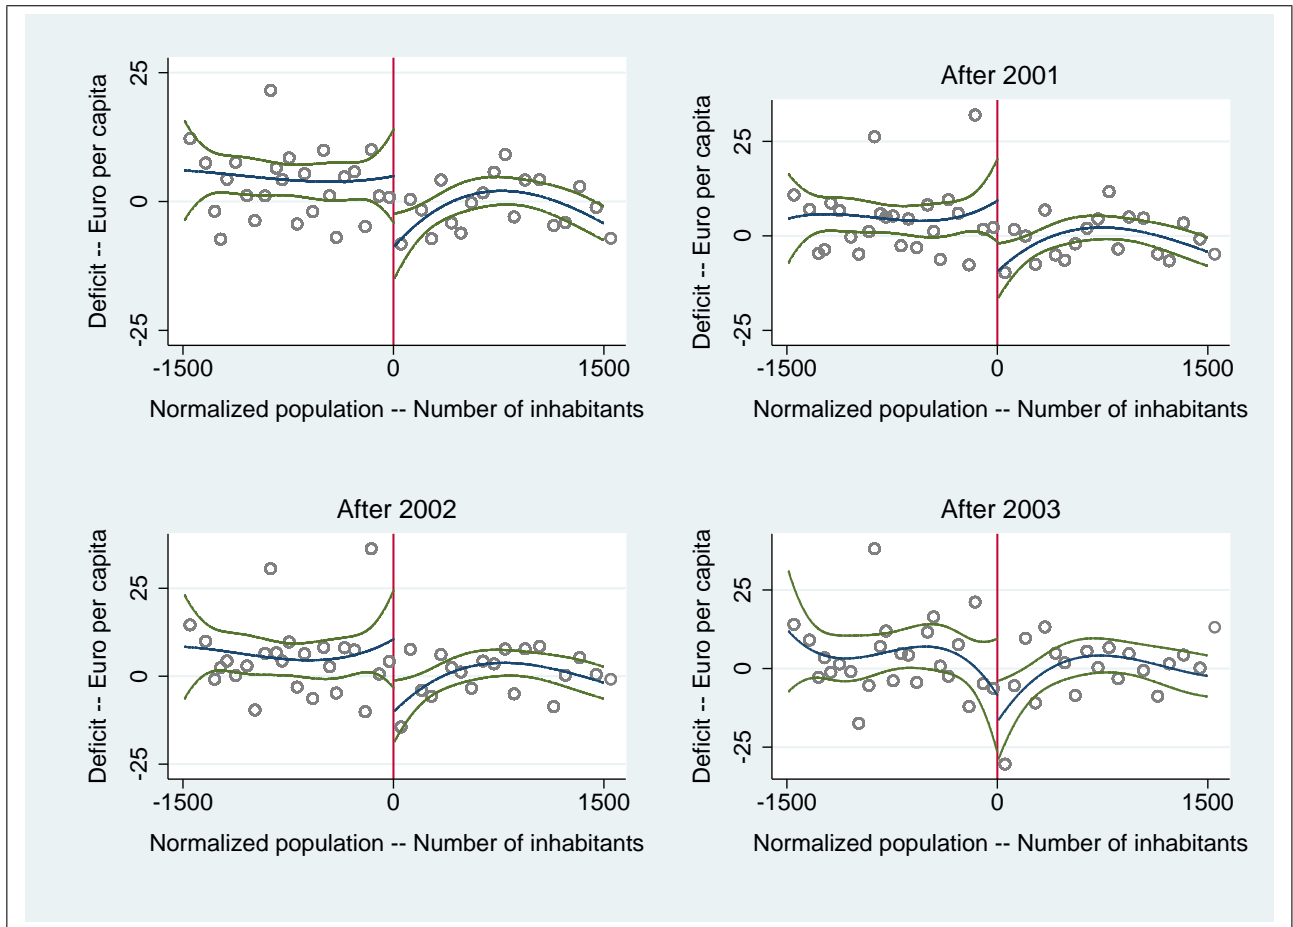 25
0
-25
Deficit -- Euro per capita
-1500 0 1500
Normalized population -- Number of inhabitants
After 2001
25
0
-25
Deficit -- Euro per capita
-1500 0 1500
Normalized population -- Number of inhabitants
After 2002
25
0
-25
Deficit -- Euro per capita
-1500 0 1500
Normalized population -- Number of inhabitants
After 2003
25
0
-25
Deficit -- Euro per capita
-1500 0 1500
Normalized population -- Number of inhabitants